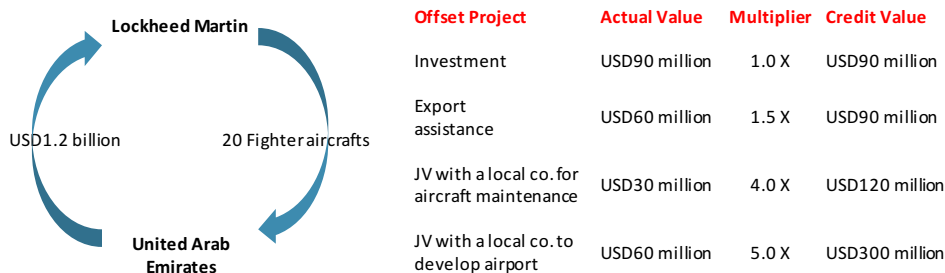 Lockheed Martin
USD1.2 billion
20 Fighter aircrafts
United Arab
Emirates
Offset Project Actual Value Multiplier Credit Value
Investment USD90 million 1.0 X USD90 million
Export
assistance USD60 million 1.5 X USD90 million
JV with a local co. for
aircraft maintenance USD30 million 4.0 X USD120 million
JV with a local co. to
develop airport USD60 million 5.0 X USD300 million